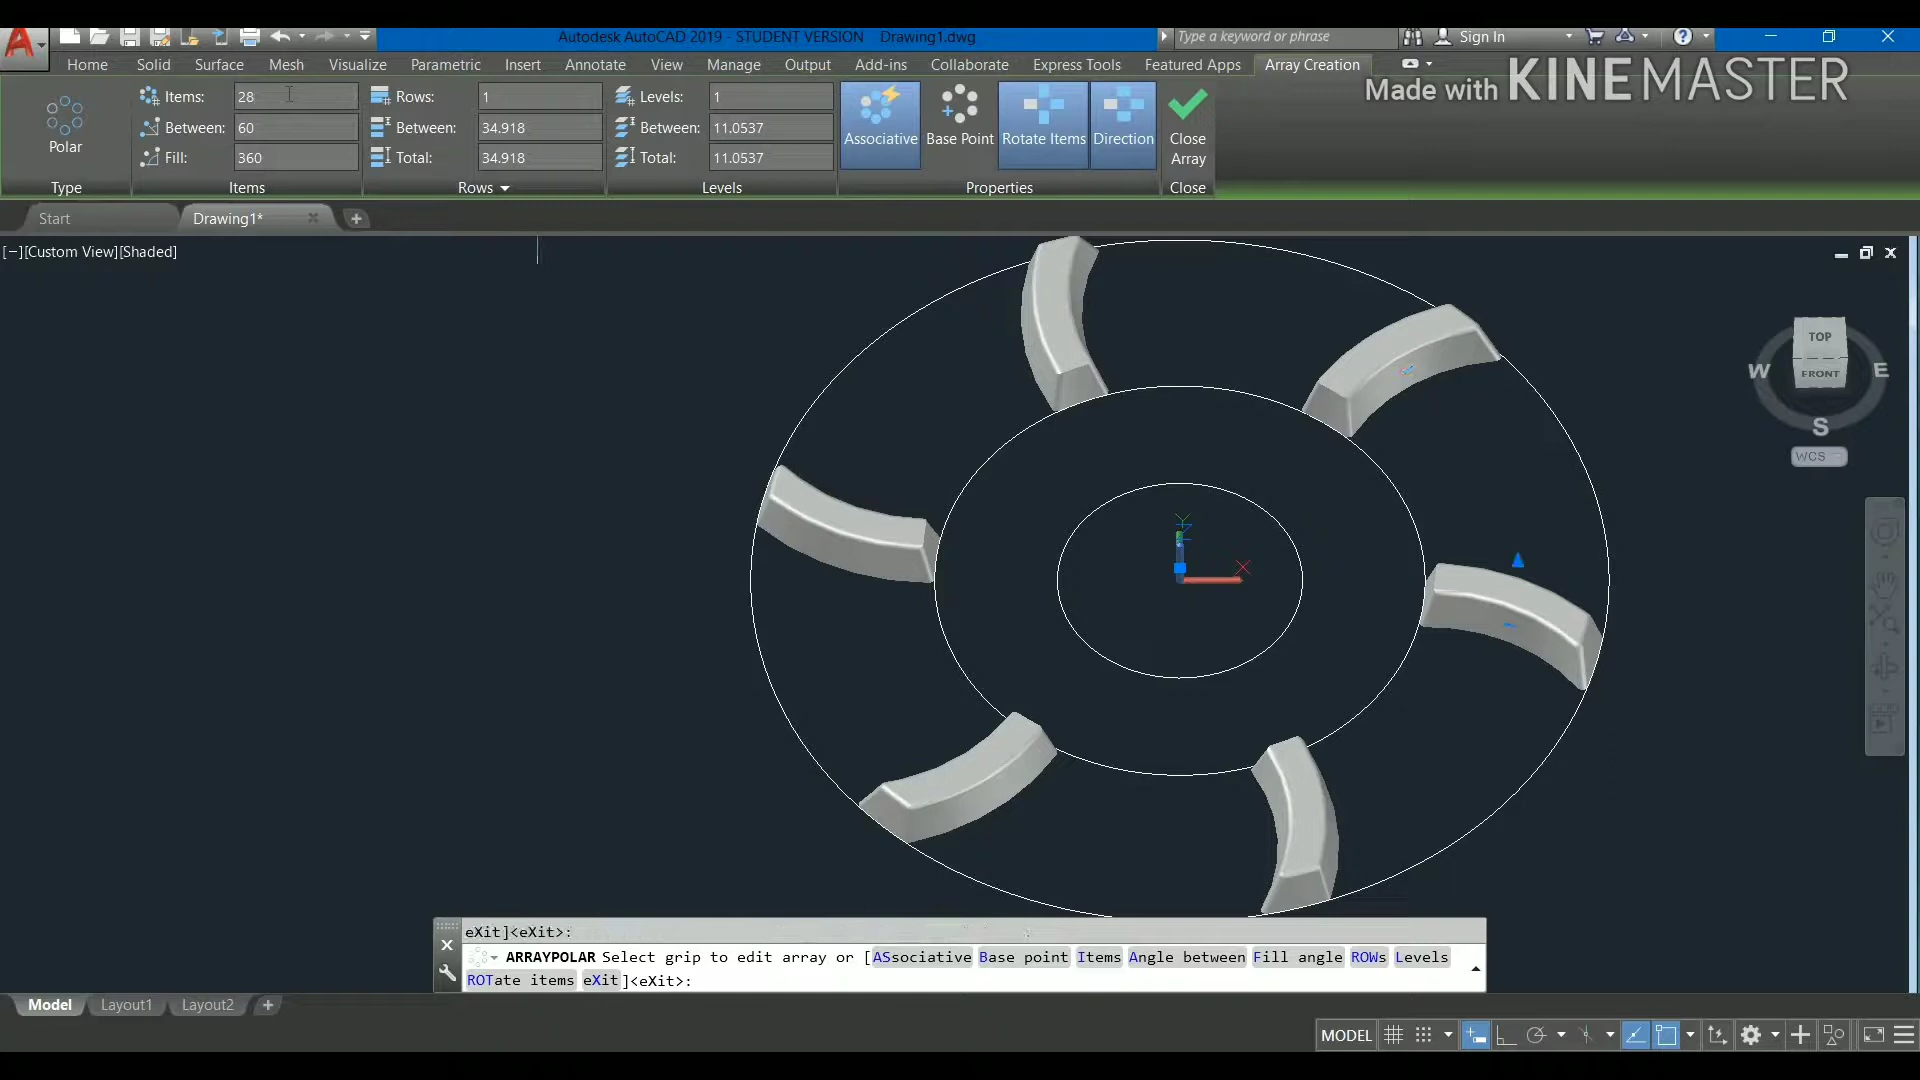 Autodesk AutoCAD 2019 - STUDENT VERSION Drawing1.dwg
Type a keyword or phrase
Sign In
Home Solid Surface Mesh Visualize Parametric Insert Annotate View Manage Output Add-ins Collaborate Express Tools Featured Apps Array Creation
Made with KINEMASTER
Polar
Items: 28
Between: 60
Fill: 360
Rows: 1
Between: 34.918
Total: 34.918
Levels: 1
Between: 11.0537
Total: 11.0537
Associative Base Point Rotate Items Direction
Close
Array
Type Items Rows Levels Properties Close
Start Drawing1*
[−][Custom View][Shaded]
TOP
FRONT
W E
S
WCS
Y
Z
X
eXit]<eXit>:
ARRAYPOLAR Select grip to edit array or [ASsociative Base point Items Angle between Fill angle ROWs Levels
ROTate items eXit]<eXit>:
Model Layout1 Layout2
MODEL